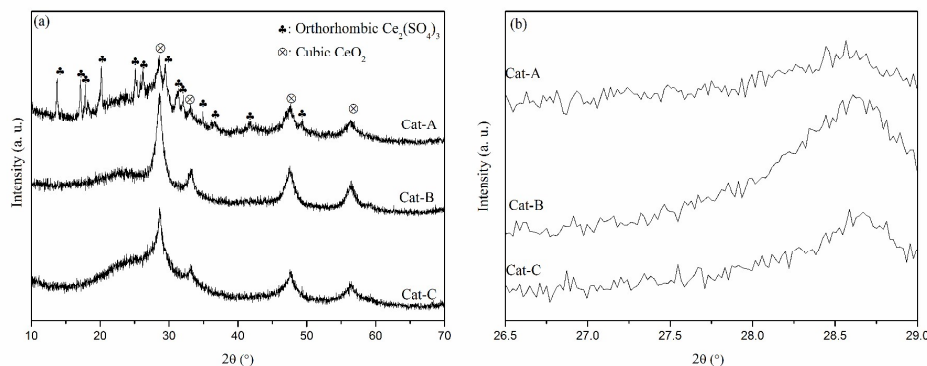 (a)
♣: Orthorhombic Ce₂(SO₄)₃
⊗: Cubic CeO₂
Cat-A
Cat-B
Cat-C
Intensity (a. u.)
10 20 30 40 50 60 70
2θ (°)
(b)
Cat-A
Cat-B
Cat-C
Intensity (a. u.)
26.5 27.0 27.5 28.0 28.5 29.0
2θ (°)